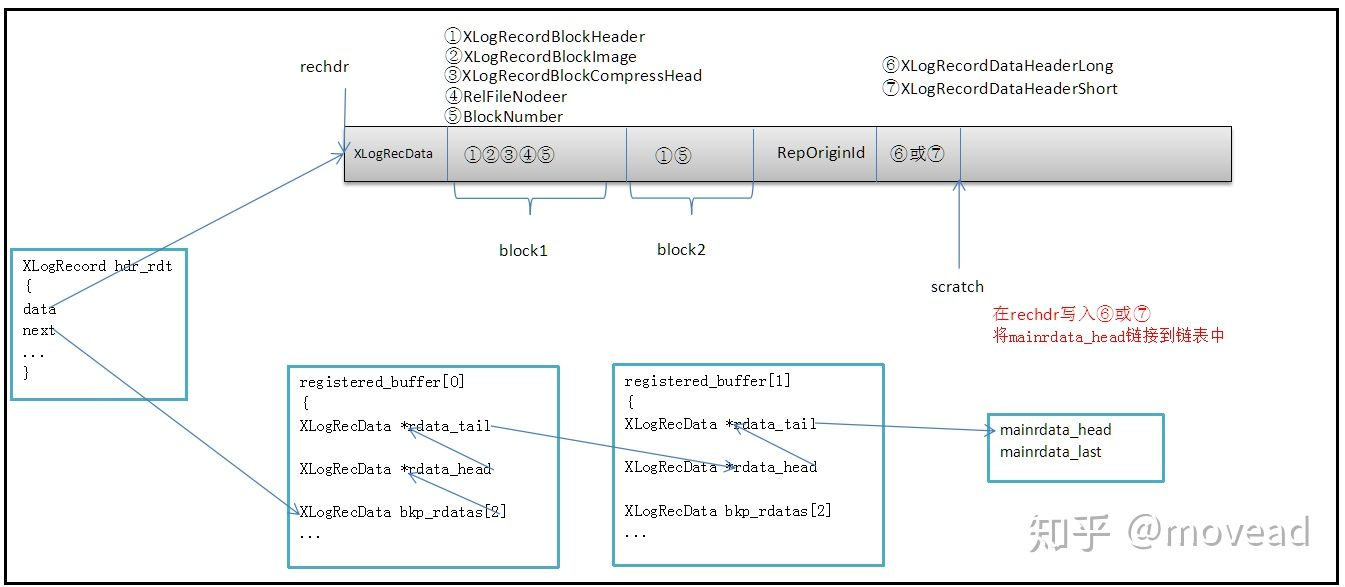 ①XLogRecordBlockHeader
②XLogRecordBlockImage
③XLogRecordBlockCompressHead
④RelFileNodeer
⑤BlockNumber
rechdr
⑥XLogRecordDataHeaderLong
⑦XLogRecordDataHeaderShort
XLogRecData
①②③④⑤
①⑤
RepOriginId
⑥或⑦
block1
block2
scratch
在rechdr写入⑥或⑦
将mainrdata_head链接到链表中
XLogRecord hdr_rdt
{
data
next
...
}
registered_buffer[0]
{
XLogRecData *rdata_tail
XLogRecData *rdata_head
XLogRecData bkp_rdatas[2]
...
registered_buffer[1]
{
XLogRecData *rdata_tail
XLogRecData *rdata_head
XLogRecData bkp_rdatas[2]
...
mainrdata_head
mainrdata_last
知乎 @movead